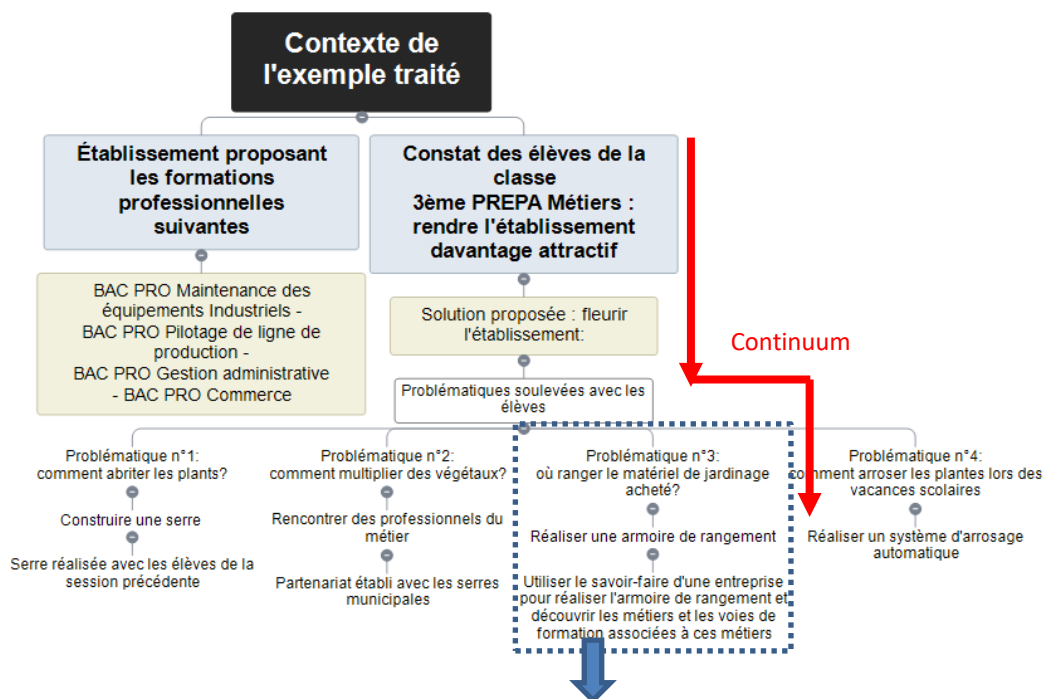 Contexte de
l'exemple traité
Établissement proposant
les formations
professionnelles
suivantes
Constat des élèves de la
classe
3ème PREPA Métiers :
rendre l'établissement
davantage attractif
BAC PRO Maintenance des
équipements Industriels -
BAC PRO Pilotage de ligne de
production -
BAC PRO Gestion administrative
- BAC PRO Commerce
Solution proposée : fleurir
l'établissement:
Continuum
Problématiques soulevées avec les
élèves
Problématique n°1:
comment abriter les plants?
Construire une serre
Serre réalisée avec les élèves de la
session précédente
Problématique n°2:
comment multiplier des végétaux?
Rencontrer des professionnels du
métier
Partenariat établi avec les serres
municipales
Problématique n°3:
où ranger le matériel de jardinage
acheté?
Réaliser une armoire de rangement
Utiliser le savoir-faire d'une entreprise
pour réaliser l'armoire de rangement et
découvrir les métiers et les voies de
formation associées à ces métiers
Problématique n°4:
comment arroser les plantes lors des
vacances scolaires
Réaliser un système d'arrosage
automatique